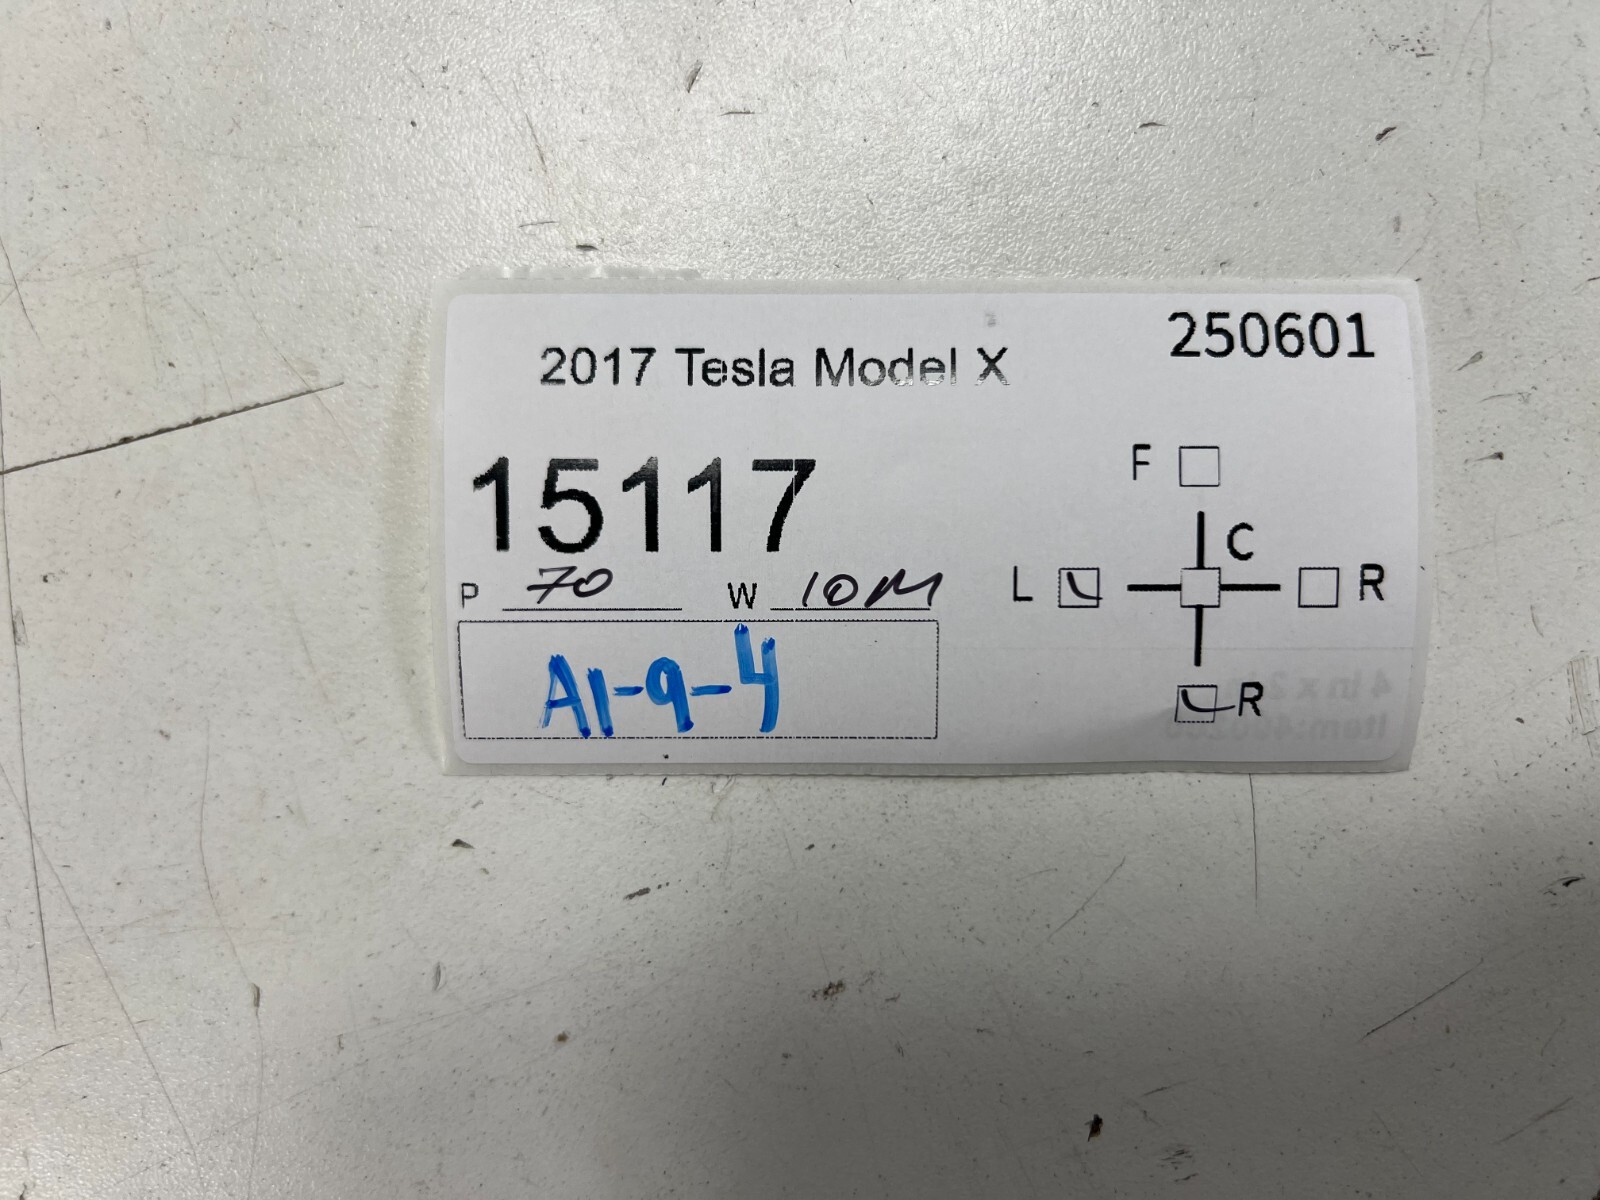 2017 Tesla Model X
250601
15117
F
C
L
R
P 70 W 10M
A1-9-4
R